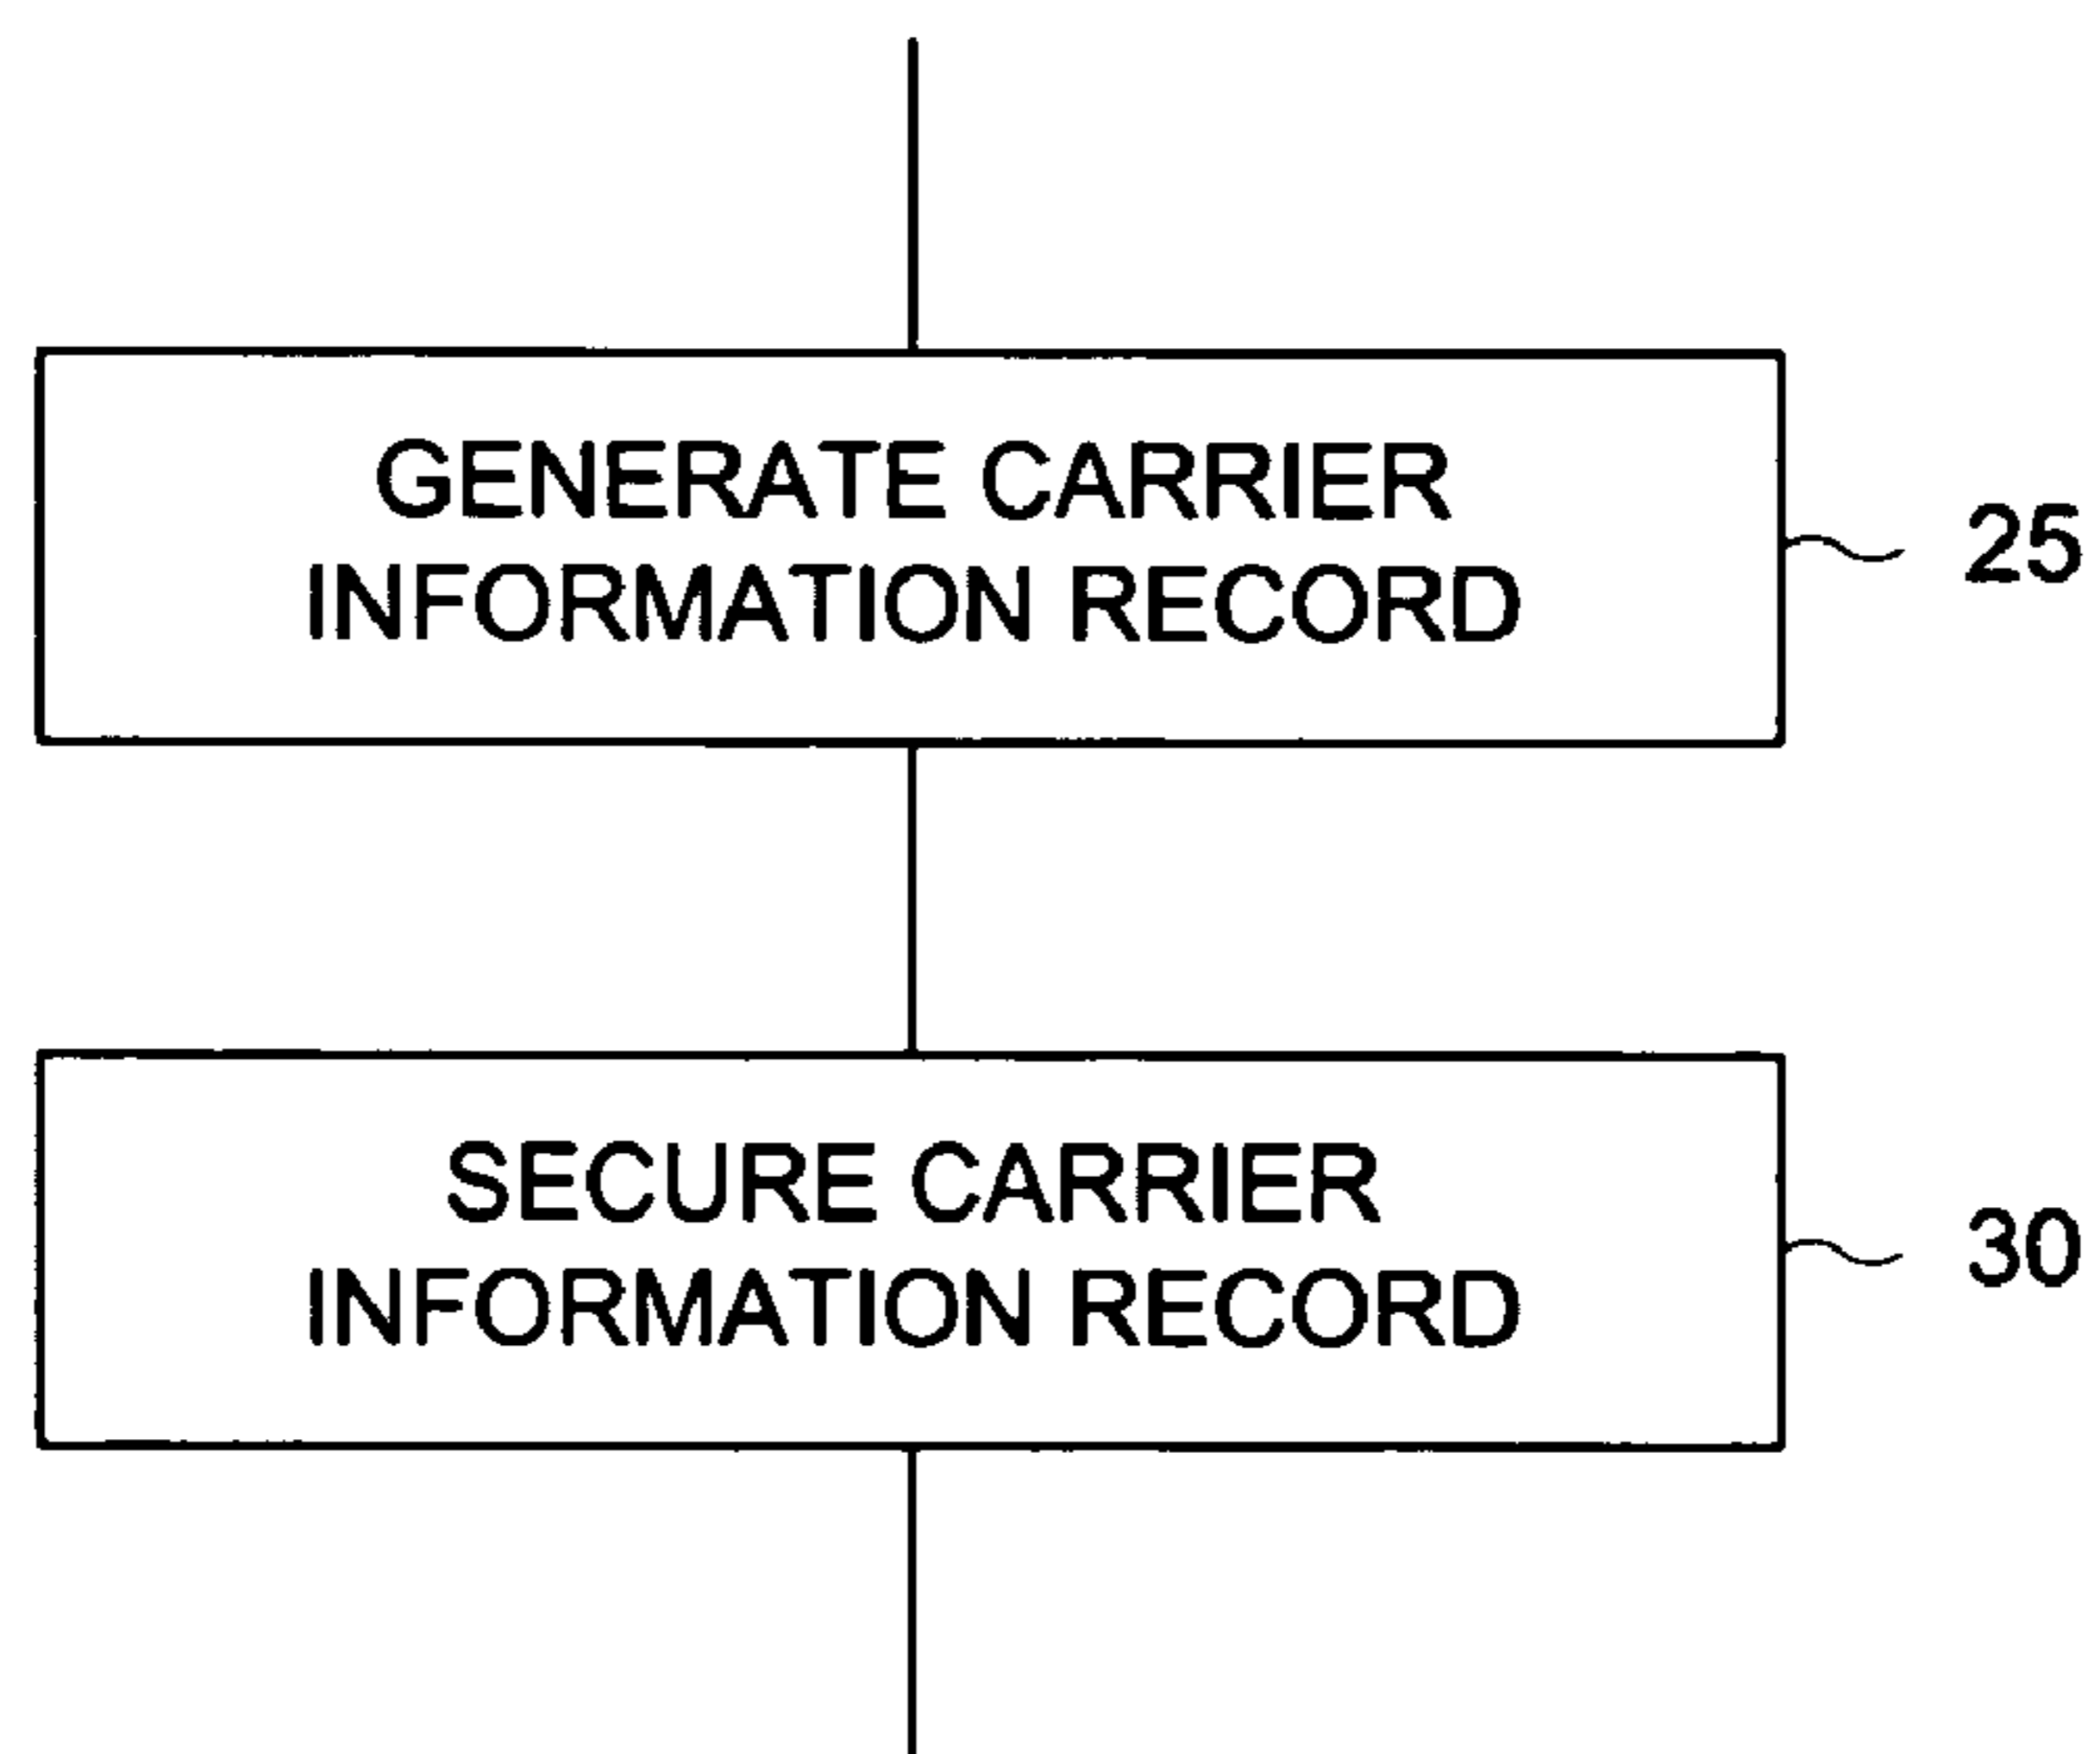 GENERATE CARRIER
INFORMATION RECORD
25
SECURE CARRIER
INFORMATION RECORD
30